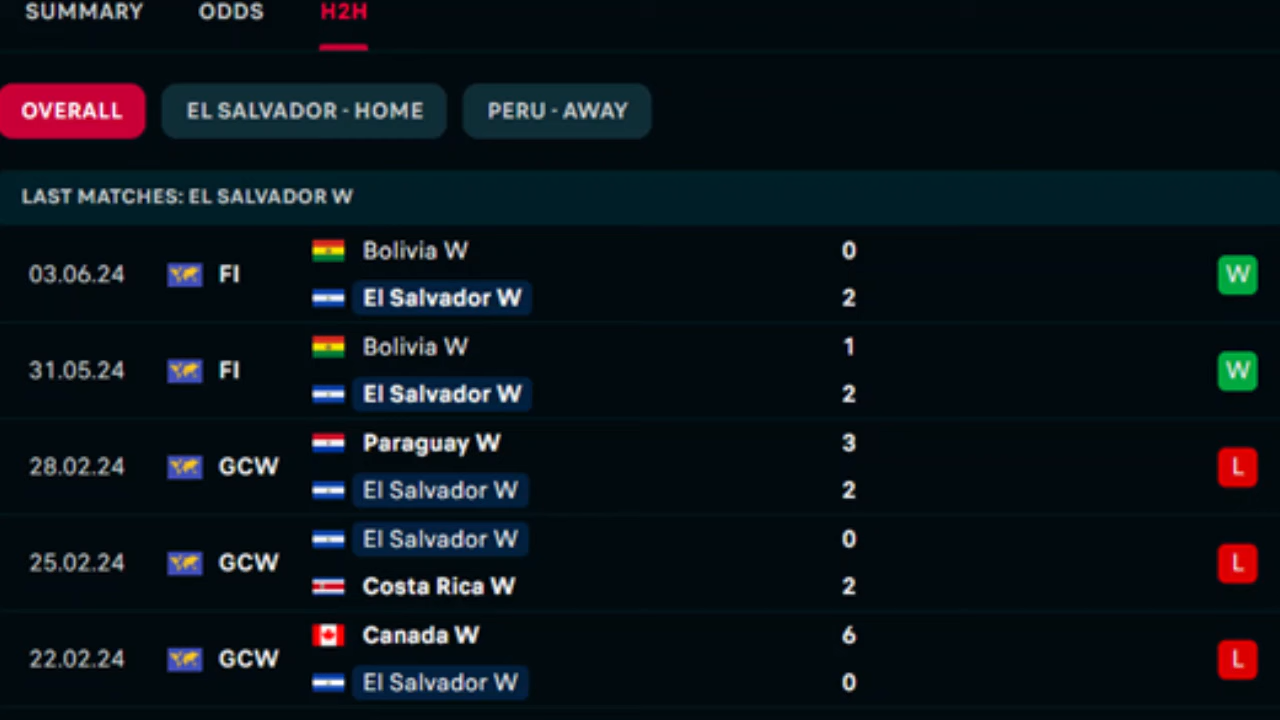 SUMMARY ODDS H2H
OVERALL EL SALVADOR - HOME PERU - AWAY
LAST MATCHES: EL SALVADOR W
03.06.24 FI Bolivia W 0 W
El Salvador W 2
31.05.24 FI Bolivia W 1 W
El Salvador W 2
28.02.24 GCW Paraguay W 3 L
El Salvador W 2
25.02.24 GCW El Salvador W 0 L
Costa Rica W 2
22.02.24 GCW Canada W 6 L
El Salvador W 0